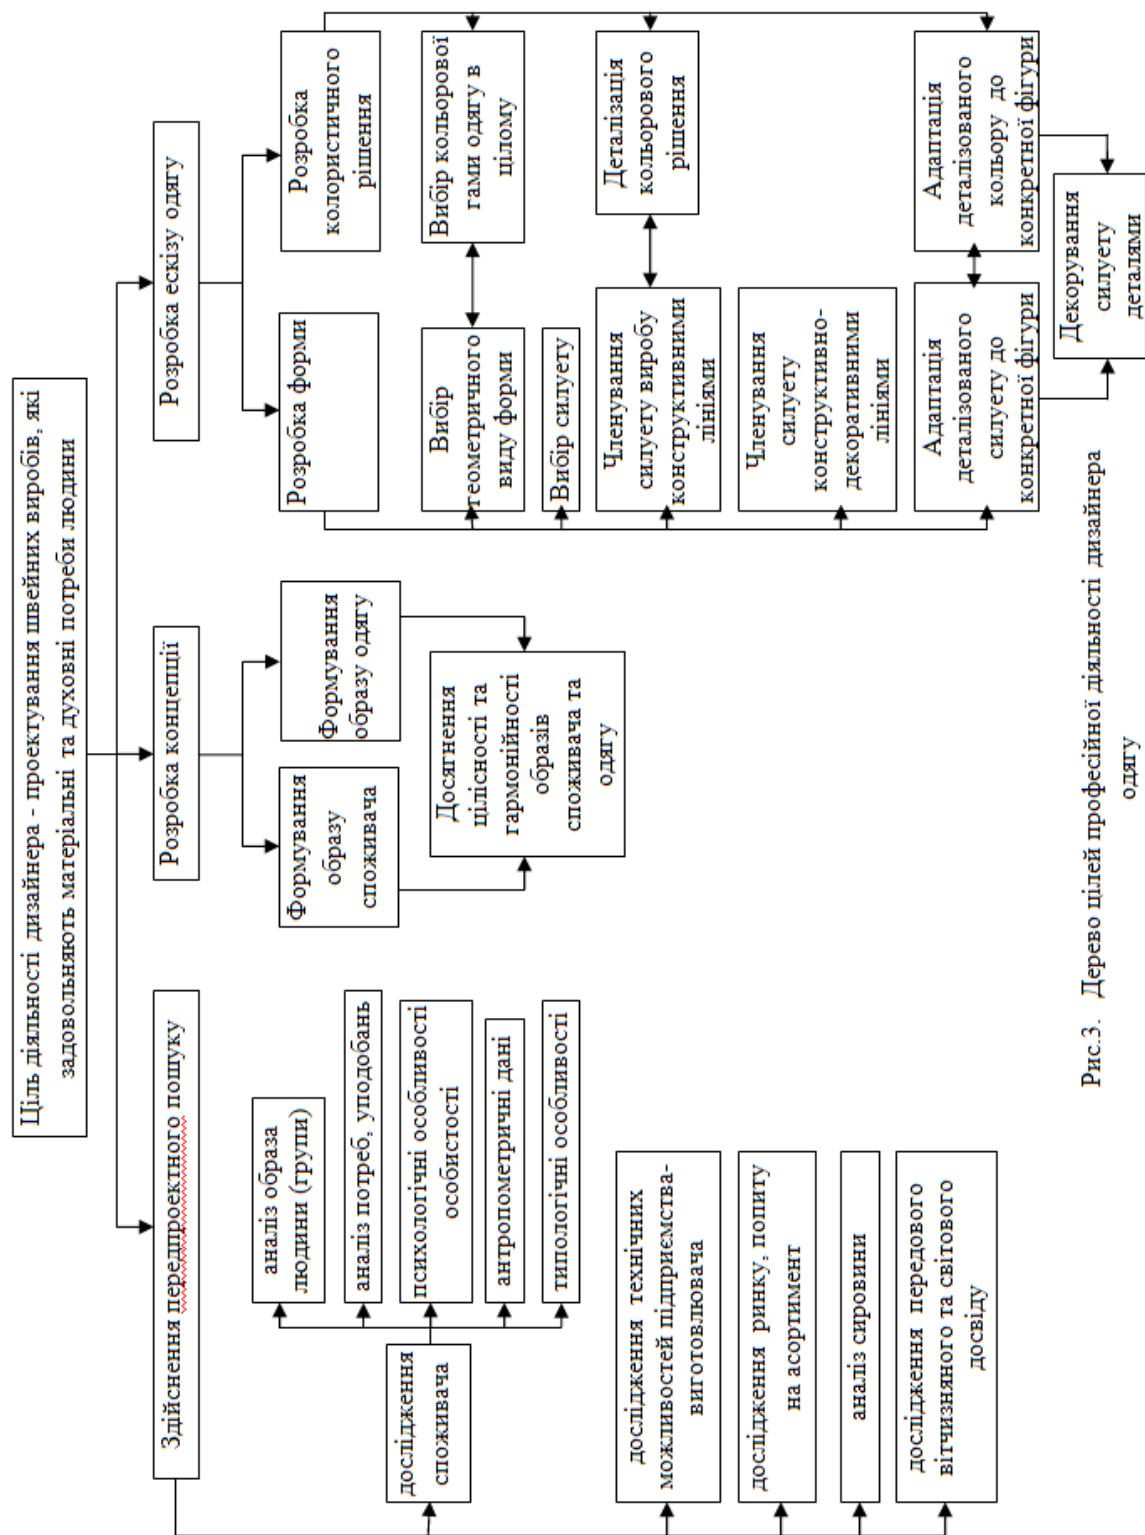 Ціль діяльності дизайнера - проектування швейних виробів, які
задовольняють матеріальні та духовні потреби людини
Здійснення передпроектного пошуку
дослідження
споживача
аналіз образа
людини (групи)
аналіз потреб, уподобань
психологічні особливості
особистості
антропометричні дані
типологічні особливості
дослідження технічних
можливостей підприємства-
виготовлювача
дослідження ринку, попиту
на асортимент
аналіз сировини
дослідження передового
вітчизняного та світового
досвіду
Розробка концепції
Формування
образу
споживача
Формування
образу одягу
Досягнення
цілісності та
гармонійності
образів
споживача та
одягу
Розробка ескізу одягу
Розробка форми
Вибір
геометричного
виду форми
Вибір силуету
Членування
силуету виробу
конструктивними
лініями
Членування
силуету
конструктивно-
декоративними
лініями
Адаптація
деталізованого
силуету до
конкретної фігури
Розробка
колористичного
рішення
Вибір кольорової
гами одягу в
цілому
Деталізація
кольорового
рішення
Адаптація
деталізованого
кольору до
конкретної фігури
Декорування
силуету
деталями
Рис.3. Дерево цілей професійної діяльності дизайнера
одягу